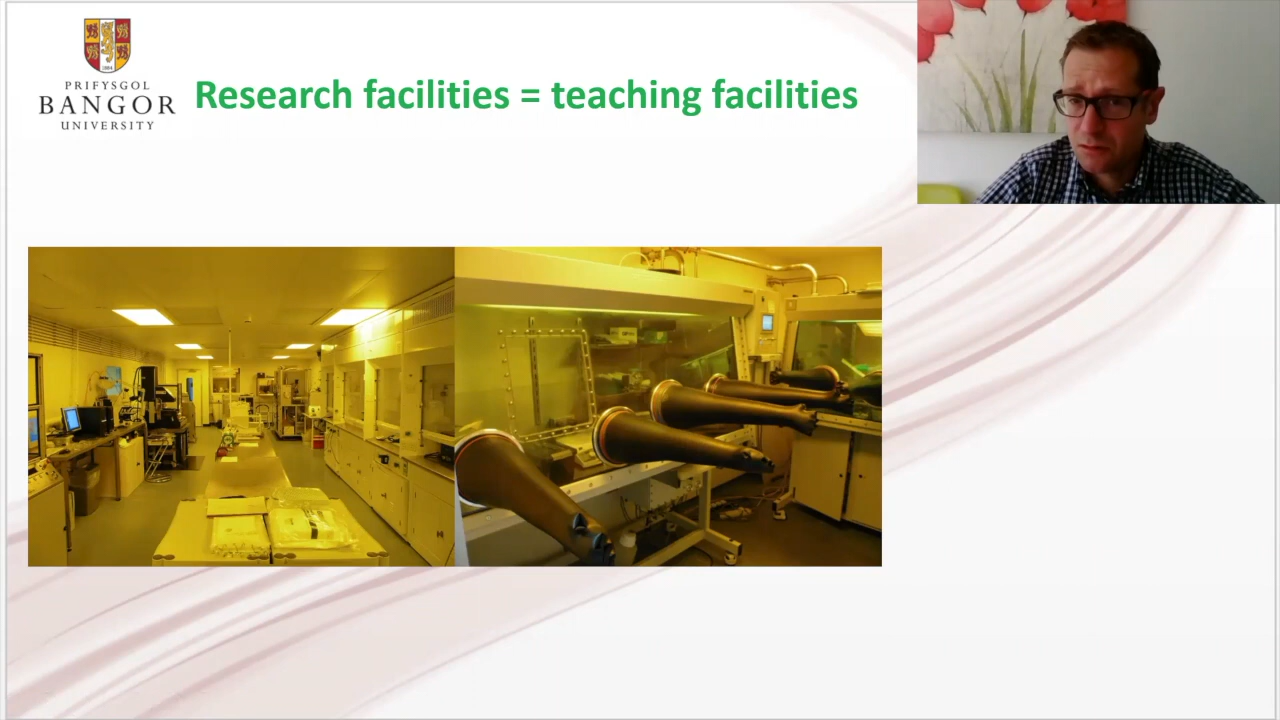 PRIFYSGOL
BANGOR
UNIVERSITY
Research facilities = teaching facilities